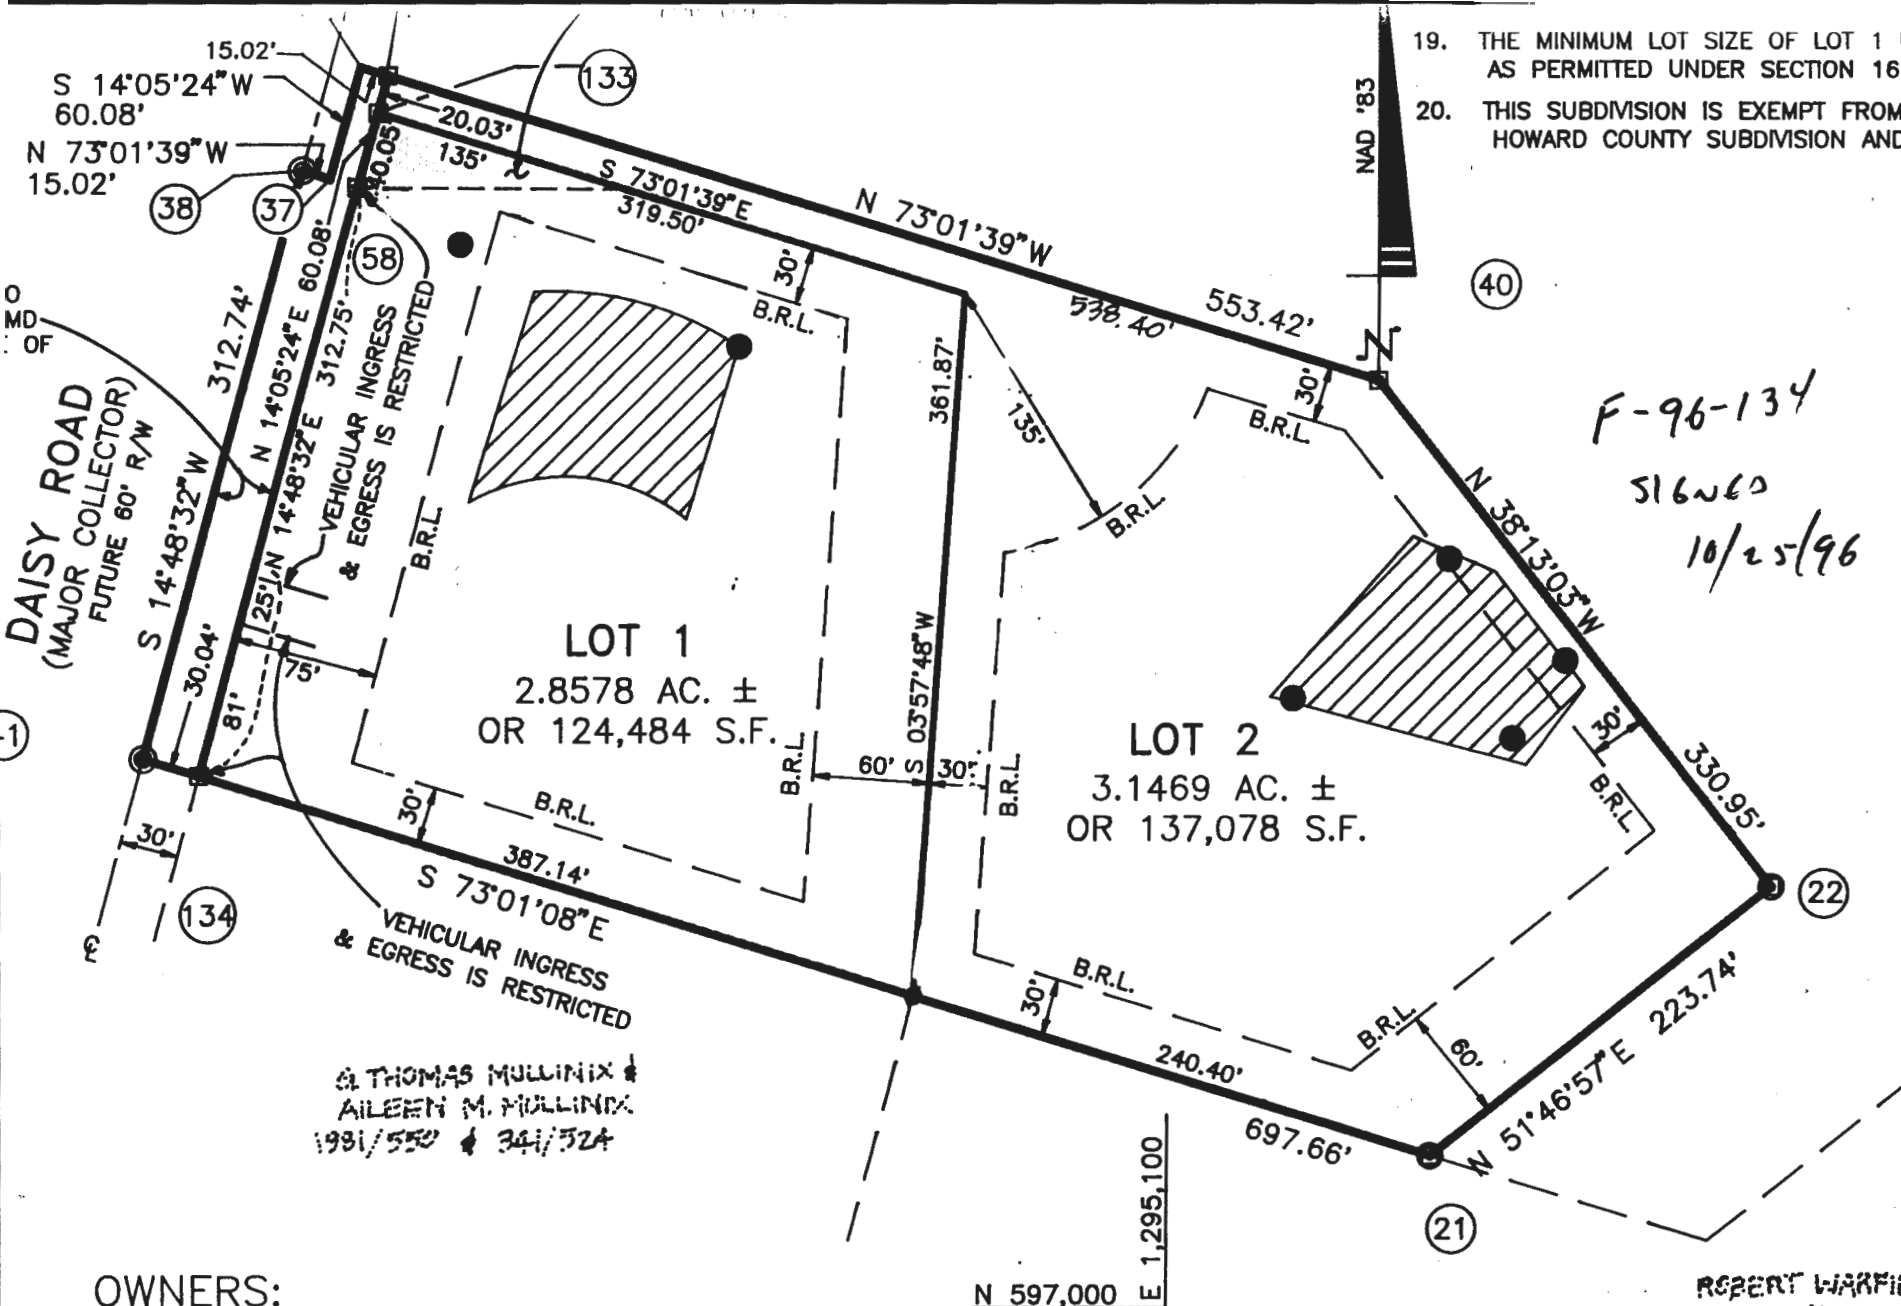 19. THE MINIMUM LOT SIZE OF LOT 1
AS PERMITTED UNDER SECTION 16
20. THIS SUBDIVISION IS EXEMPT FROM
HOWARD COUNTY SUBDIVISION AND
NAD '83
N
15.02'
S 14°05'24" W
60.08'
N 73°01'39" W
15.02'
133
38
37
58
40
20.03'
135'
40.05'
S 73°01'39" E
319.50'
N 73°01'39" W
538.40'
553.42'
F-96-134
SIGNED
10/25/96
O
MD
OF
DAISY ROAD
(MAJOR COLLECTOR)
FUTURE 60' R/W
S 14°48'32" W
312.74'
N 14°05'24" E 60.08'
N 14°48'32" E 312.75'
VEHICULAR INGRESS
& EGRESS IS RESTRICTED
30'
B.R.L.
B.R.L.
361.87'
S 03°57'48" W
135'
B.R.L.
30'
B.R.L.
N 38°13'03" W
330.95'
25'
75'
30.04'
81'
LOT 1
2.8578 AC. ±
OR 124,484 S.F.
B.R.L.
60'
30'
B.R.L.
LOT 2
3.1469 AC. ±
OR 137,078 S.F.
30'
B.R.L.
1
30'
134
30'
B.R.L.
387.14'
S 73°01'08" E
VEHICULAR INGRESS
& EGRESS IS RESTRICTED
22
30'
B.R.L.
B.R.L.
60'
N 51°46'57" E 223.74'
240.40'
697.66'
21
THOMAS MULLINIX &
AILEEN M. MULLINIX
E 1,295,100
N 597,000
OWNERS:
ROBERT